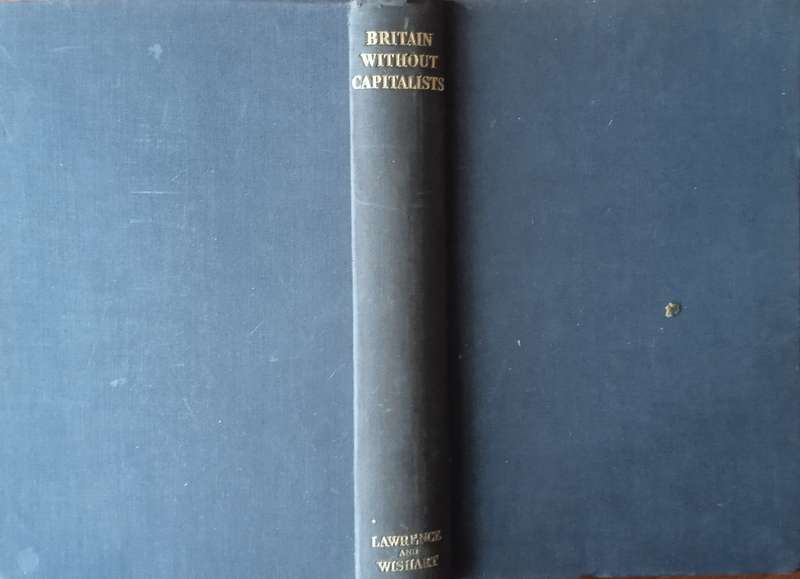 BRITAIN
WITHOUT
CAPITALISTS
LAWRENCE
AND
WISHART